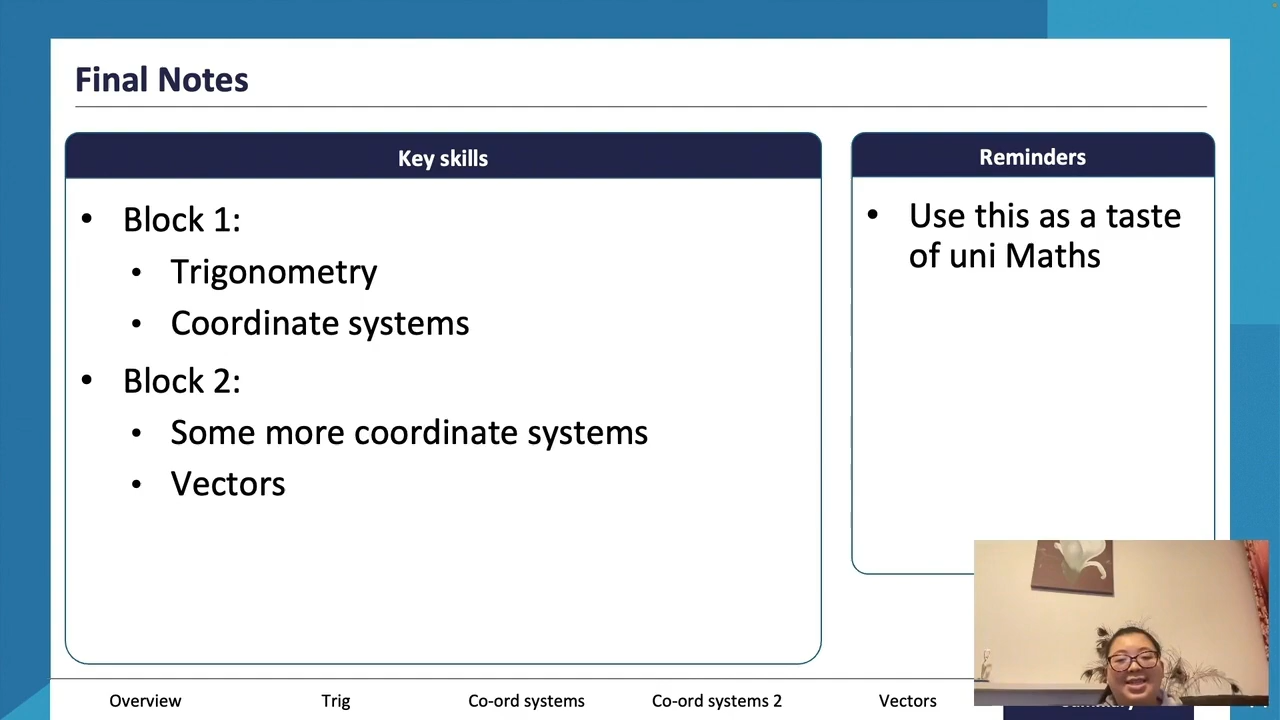 Final Notes
Key skills
• Block 1:
• Trigonometry
• Coordinate systems
• Block 2:
• Some more coordinate systems
• Vectors
Reminders
• Use this as a taste
of uni Maths
Overview
Trig
Co-ord systems
Co-ord systems 2
Vectors